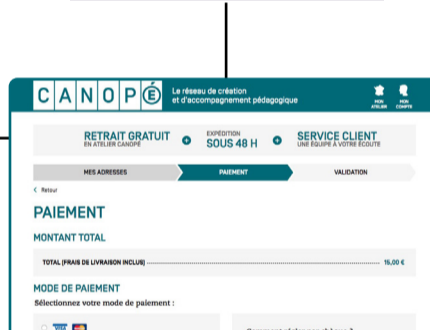 CANOPÉ
Le réseau de création
et d'accompagnement pédagogique
MON
ATELIER
MON
COMPTE
RETRAIT GRATUIT
EN ATELIER CANOPÉ
EXPÉDITION
SOUS 48 H
SERVICE CLIENT
UNE ÉQUIPE À VOTRE ÉCOUTE
MES ADRESSES
PAIEMENT
VALIDATION
< Retour
PAIEMENT
MONTANT TOTAL
TOTAL (FRAIS DE LIVRAISON INCLUS) 15,00 €
MODE DE PAIEMENT
Sélectionnez votre mode de paiement :
VISA